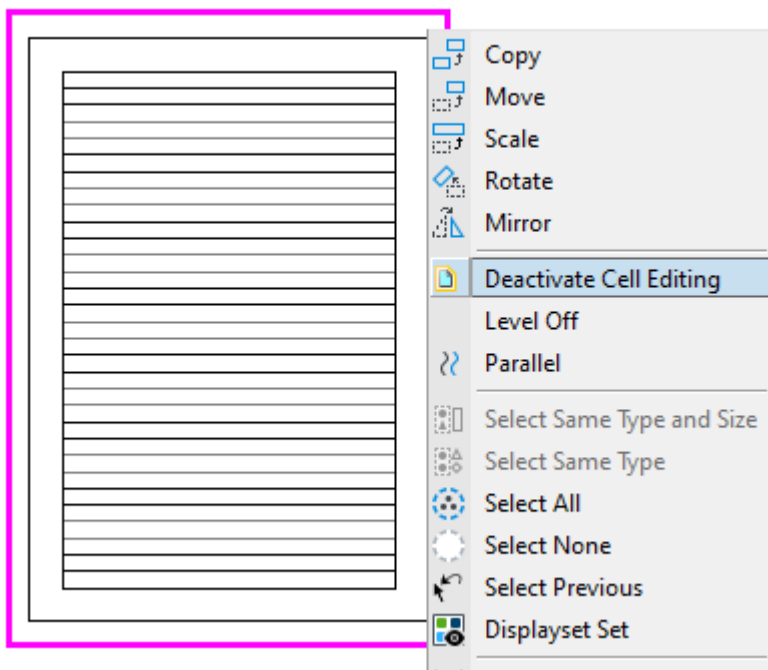 Copy
Move
Scale
Rotate
Mirror
Deactivate Cell Editing
Level Off
Parallel
Select Same Type and Size
Select Same Type
Select All
Select None
Select Previous
Displayset Set